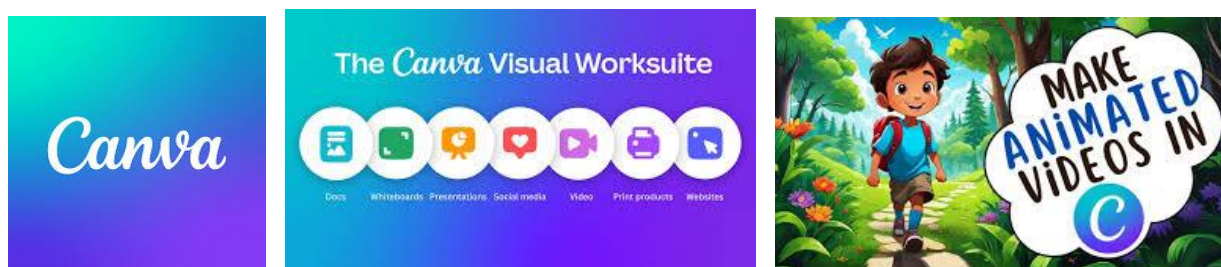 Canva
The Canva Visual Worksuite
Docs Whiteboards Presentations Social media Video Print products Websites
MAKE
ANiMATED
ViDEOS IN
C